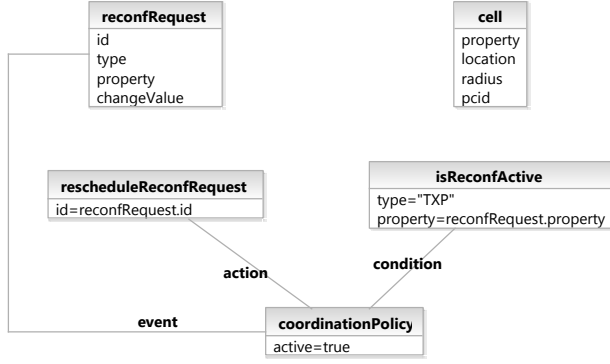 reconfRequest
id
type
property
changeValue
cell
property
location
radius
pcid
rescheduleReconfRequest
id=reconfRequest.id
isReconfActive
type="TXP"
property=reconfRequest.property
action
condition
event
coordinationPolicy
active=true